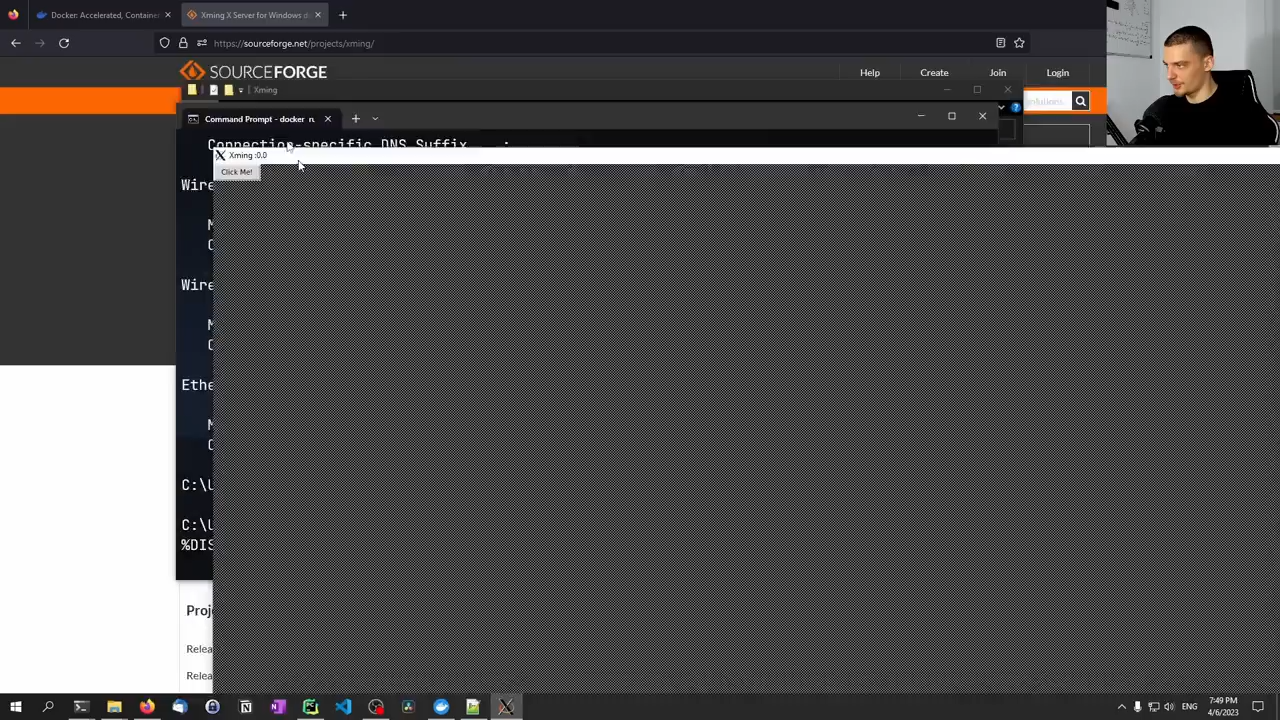 Docker: Accelerated, Container
Xming X Server for Windows d
https://sourceforge.net/projects/xming/
SOURCEFORGE
Help
Create
Join
Login
Xming
solutions.
Command Prompt - docker n.
Connection-specific DNS Suffix . :
Xming :0.0
Click Me!
Wire
M
C
Wire
M
C
Ethe
M
C
C:\U
C:\U
%DIS
Proj
Relea
Relea
ENG
7:49 PM
4/6/2023